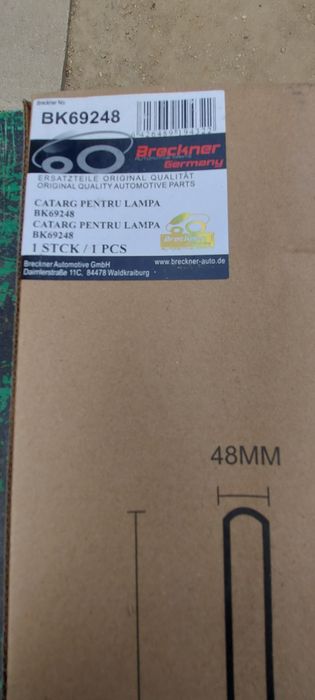 Breckner No.
BK69248
Breckner
Germany
ERSATZTEILE ORIGINAL QUALITÄT
ORIGINAL QUALITY AUTOMOTIVE PARTS
CATARG PENTRU LAMPA
BK69248
CATARG PENTRU LAMPA
BK69248
1 STCK / 1 PCS
Breckner
Breckner Automotive GmbH
Daimlerstraße 11C, 84478 Waldkraiburg
www.breckner-auto.de
48MM